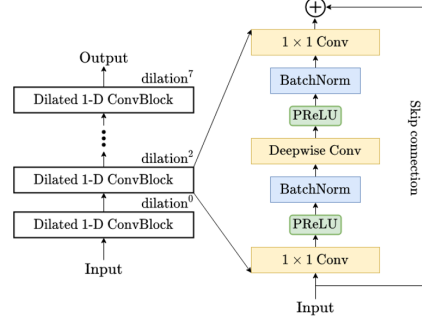 Output
dilation7
Dilated 1-D ConvBlock
dilation2
Dilated 1-D ConvBlock
dilation0
Dilated 1-D ConvBlock
Input
1 × 1 Conv
BatchNorm
PReLU
Deepwise Conv
BatchNorm
PReLU
1 × 1 Conv
Input
Skip connection